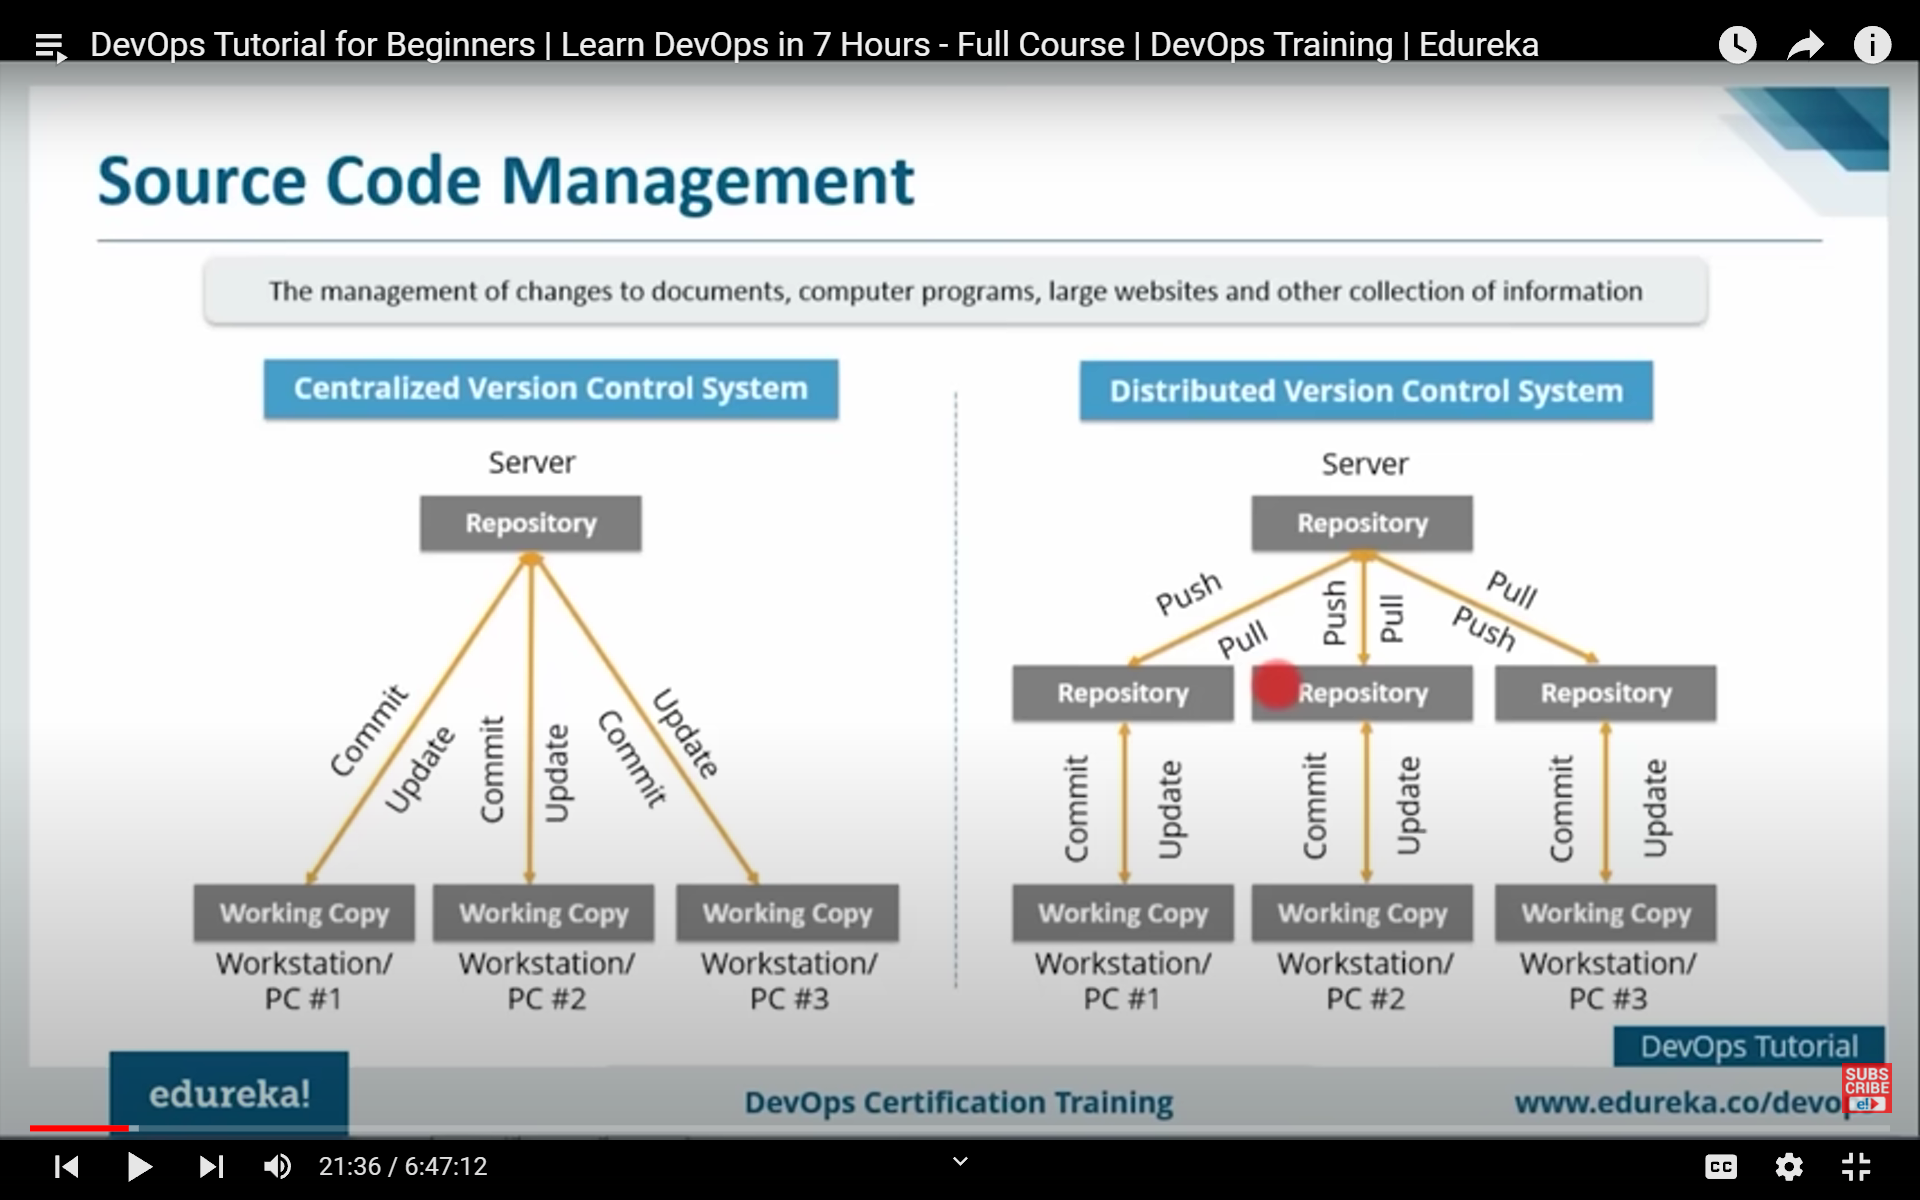 DevOps Tutorial for Beginners | Learn DevOps in 7 Hours - Full Course | DevOps Training | Edureka
Source Code Management
The management of changes to documents, computer programs, large websites and other collection of information
Centralized Version Control System
Server
Repository
Commit
Update
Commit
Update
Commit
Update
Working Copy
Working Copy
Working Copy
Workstation/
PC #1
Workstation/
PC #2
Workstation/
PC #3
Distributed Version Control System
Server
Repository
Push
Pull
Push
Pull
Pull
Push
Repository
Repository
Repository
Commit
Update
Commit
Update
Commit
Update
Working Copy
Working Copy
Working Copy
Workstation/
PC #1
Workstation/
PC #2
Workstation/
PC #3
DevOps Tutorial
SUBS
CRIBE
e!
edureka!
DevOps Certification Training
www.edureka.co/devop
21:36 / 6:47:12
CC